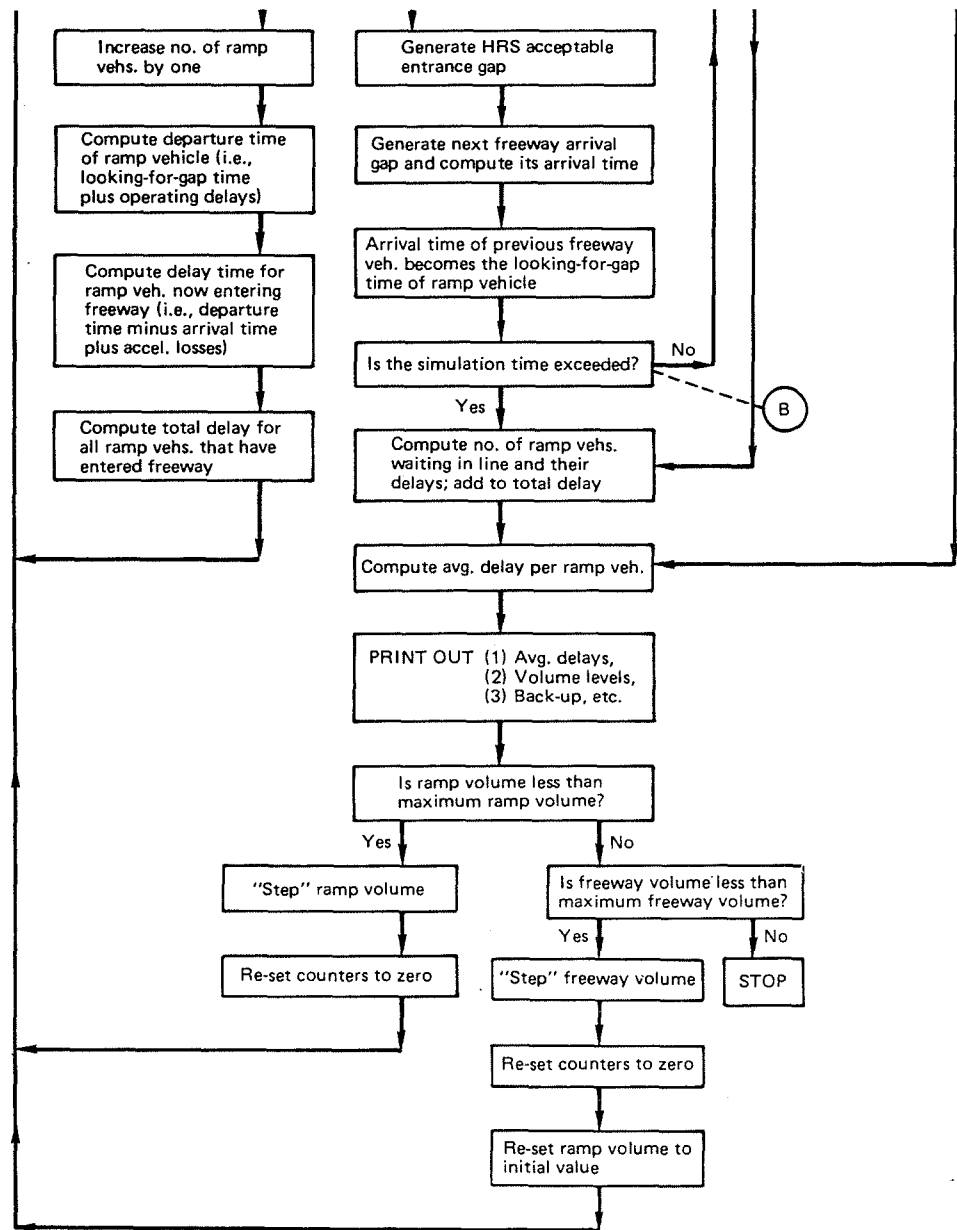 Increase no. of ramp
vehs. by one
Compute departure time
of ramp vehicle (i.e.,
looking-for-gap time
plus operating delays)
Compute delay time for
ramp veh. now entering
freeway (i.e., departure
time minus arrival time
plus accel. losses)
Compute total delay for
all ramp vehs. that have
entered freeway
Generate HRS acceptable
entrance gap
Generate next freeway arrival
gap and compute its arrival time
Arrival time of previous freeway
veh. becomes the looking-for-gap
time of ramp vehicle
Is the simulation time exceeded?
No
B
Yes
Compute no. of ramp vehs.
waiting in line and their
delays; add to total delay
Compute avg. delay per ramp veh.
PRINT OUT (1) Avg. delays,
(2) Volume levels,
(3) Back-up, etc.
Is ramp volume less than
maximum ramp volume?
Yes
No
"Step" ramp volume
Re-set counters to zero
Is freeway volume less than
maximum freeway volume?
Yes
No
"Step" freeway volume
STOP
Re-set counters to zero
Re-set ramp volume to
initial value